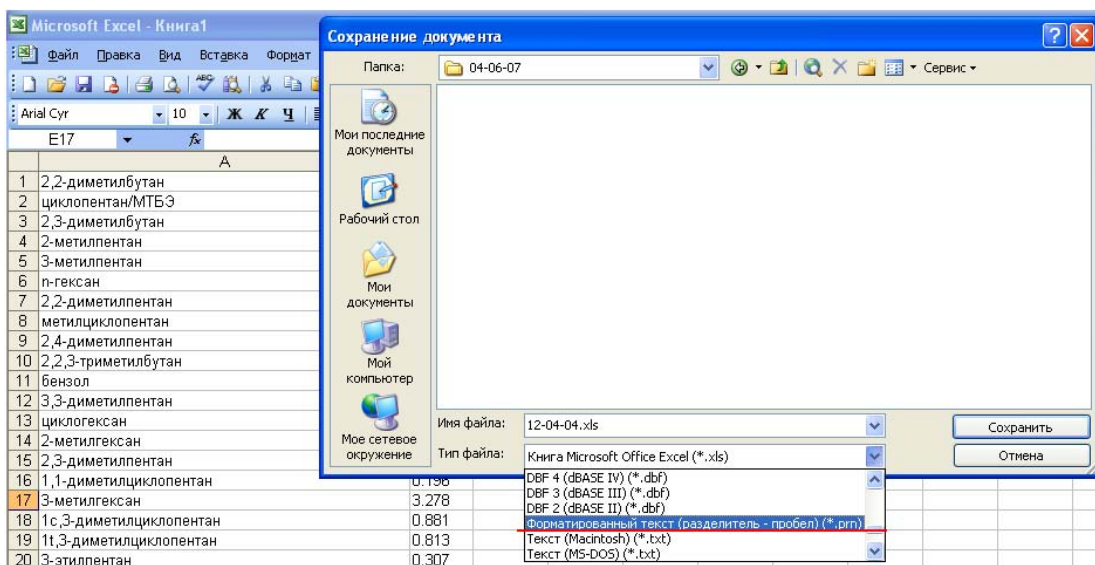 Microsoft Excel - Книга1
Файл Правка Вид Вставка Формат
Arial Cyr 10 Ж К Ч
E17 fx
A
1 2,2-диметилбутан
2 циклопентан/МТБЭ
3 2,3-диметилбутан
4 2-метилпентан
5 3-метилпентан
6 n-гексан
7 2,2-диметилпентан
8 метилциклопентан
9 2,4-диметилпентан
10 2,2,3-триметилбутан
11 бензол
12 3,3-диметилпентан
13 циклогексан
14 2-метилгексан
15 2,3-диметилпентан
16 1,1-диметилциклопентан 0.198
17 3-метилгексан 3.278
18 1c,3-диметилциклопентан 0.881
19 1t,3-диметилциклопентан 0.813
20 3-этилпентан 0.307
Сохранение документа
Папка: 04-06-07 Сервис
Мои последние
документы
Рабочий стол
Мои
документы
Мой
компьютер
Мое сетевое
окружение
Имя файла: 12-04-04.xls Сохранить
Тип файла: Книга Microsoft Office Excel (*.xls) Отмена
DBF 4 (dBASE IV) (*.dbf)
DBF 3 (dBASE III) (*.dbf)
DBF 2 (dBASE II) (*.dbf)
Форматированный текст (разделитель - пробел) (*.prn)
Текст (Macintosh) (*.txt)
Текст (MS-DOS) (*.txt)